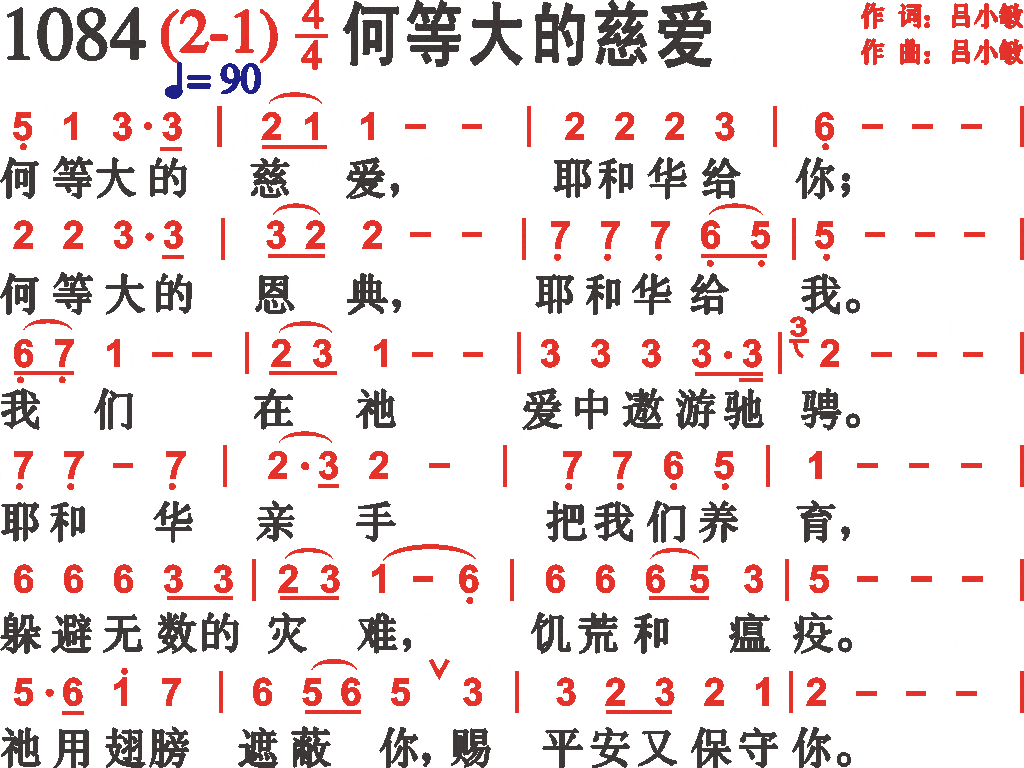 1084 (2-1) 4/4 何等大的慈爱 作 词：吕小敏
♩=90 作 曲：吕小敏
5̣ 1 3·3 | 2 1 1 – – | 2 2 2 3 | 6̣ – – – |
何等大的 慈 爱， 耶和华给 你；
2 2 3·3 | 3 2 2 – – | 7̣ 7̣ 7̣ 6̣ 5̣ | 5̣ – – – |
何等大的 恩 典， 耶和华给 我。
6̣ 7̣ 1 – – | 2 3 1 – – | 3 3 3 3·3 | 3 2 – – – |
我 们 在 祂 爱中遨游驰 骋。
7̣ 7̣ – 7̣ | 2·3 2 – | 7̣ 7̣ 6̣ 5̣ | 1 – – – |
耶和 华 亲 手 把我们养 育，
6 6 6 3 3 | 2 3 1 – 6̣ | 6 6 6 5 3 | 5 – – – |
躲避无数的 灾 难， 饥荒和 瘟 疫。
5·6 1̇ 7 | 6 5 6 5 ∨ 3 | 3 2 3 2 1 | 2 – – – |
祂用翅膀 遮蔽 你，赐 平安又保守你。